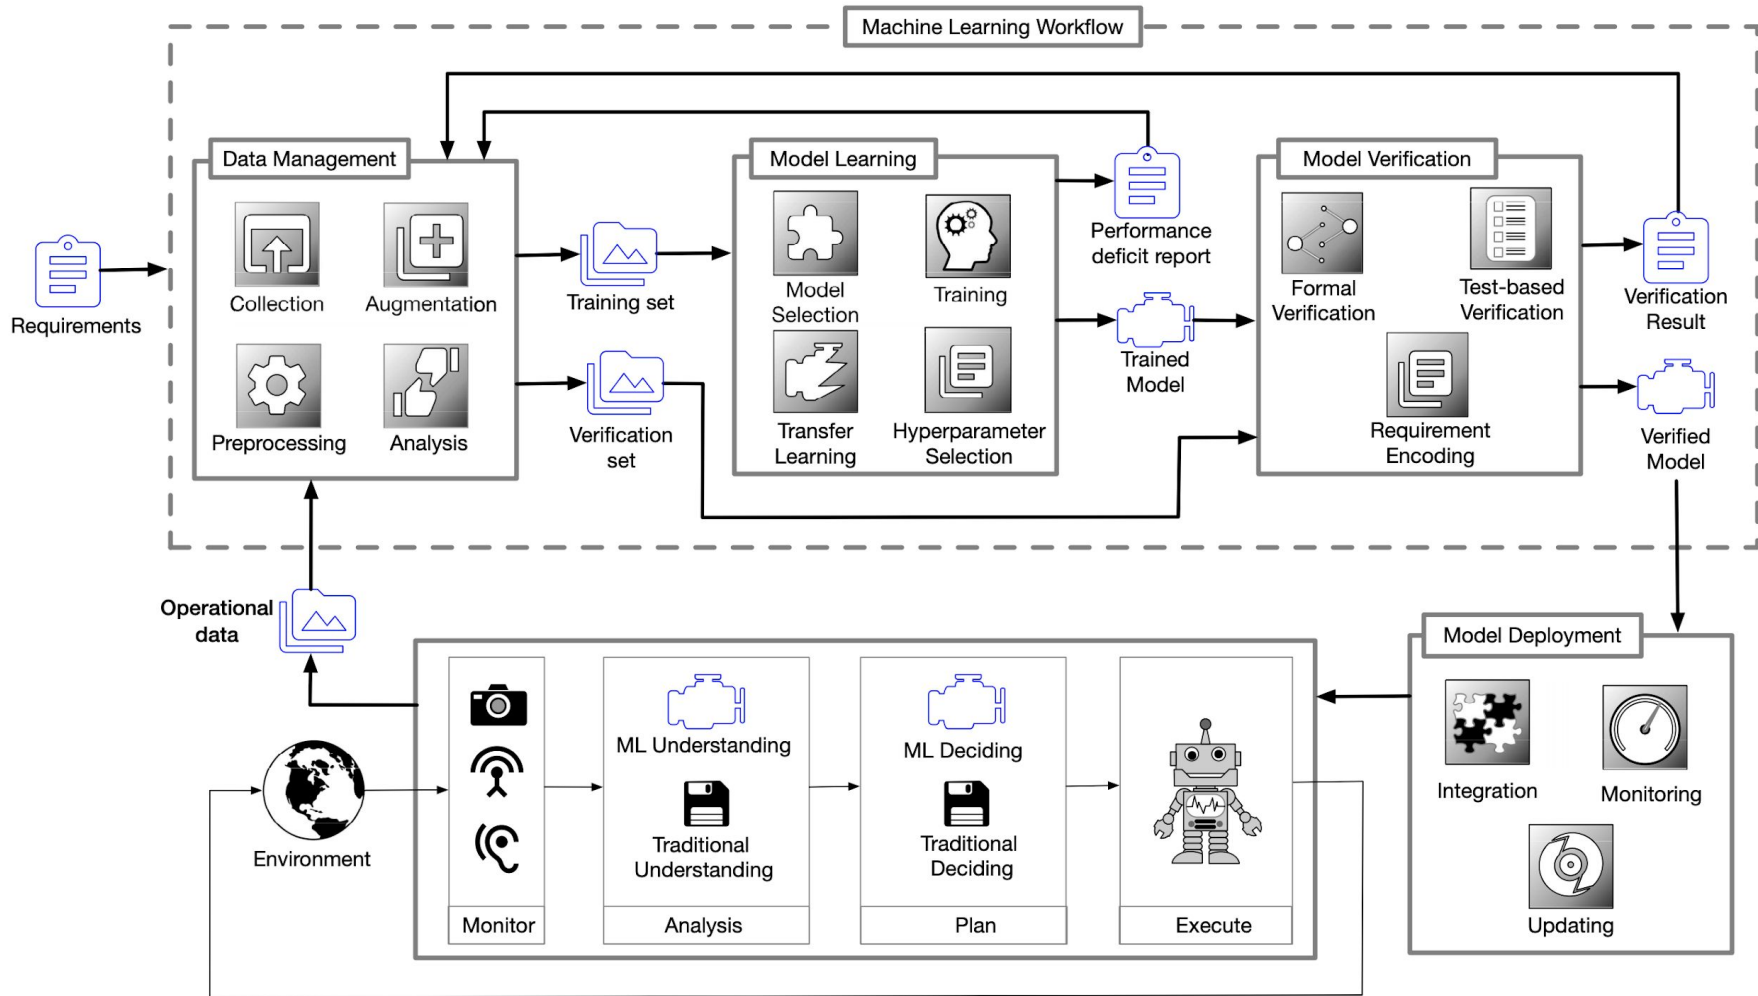 Machine Learning Workflow
Data Management
Collection
Augmentation
Preprocessing
Analysis
Requirements
Training set
Verification
set
Model Learning
Model
Selection
Training
Transfer
Learning
Hyperparameter
Selection
Performance
deficit report
Trained
Model
Model Verification
Formal
Verification
Test-based
Verification
Requirement
Encoding
Verification
Result
Verified
Model
Operational
data
Environment
Monitor
ML Understanding
Traditional
Understanding
Analysis
ML Deciding
Traditional
Deciding
Plan
Execute
Model Deployment
Integration
Monitoring
Updating